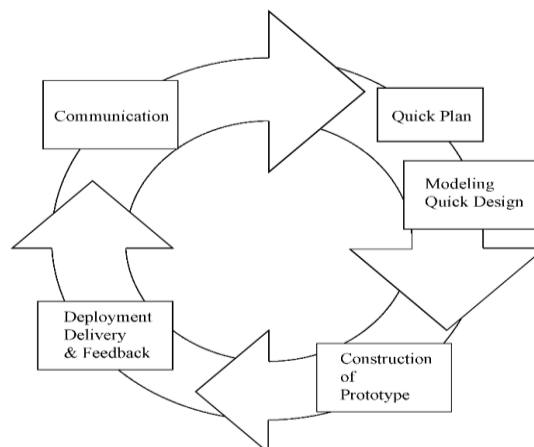 Communication
Quick Plan
Modeling
Quick Design
Construction
of
Prototype
Deployment
Delivery
& Feedback